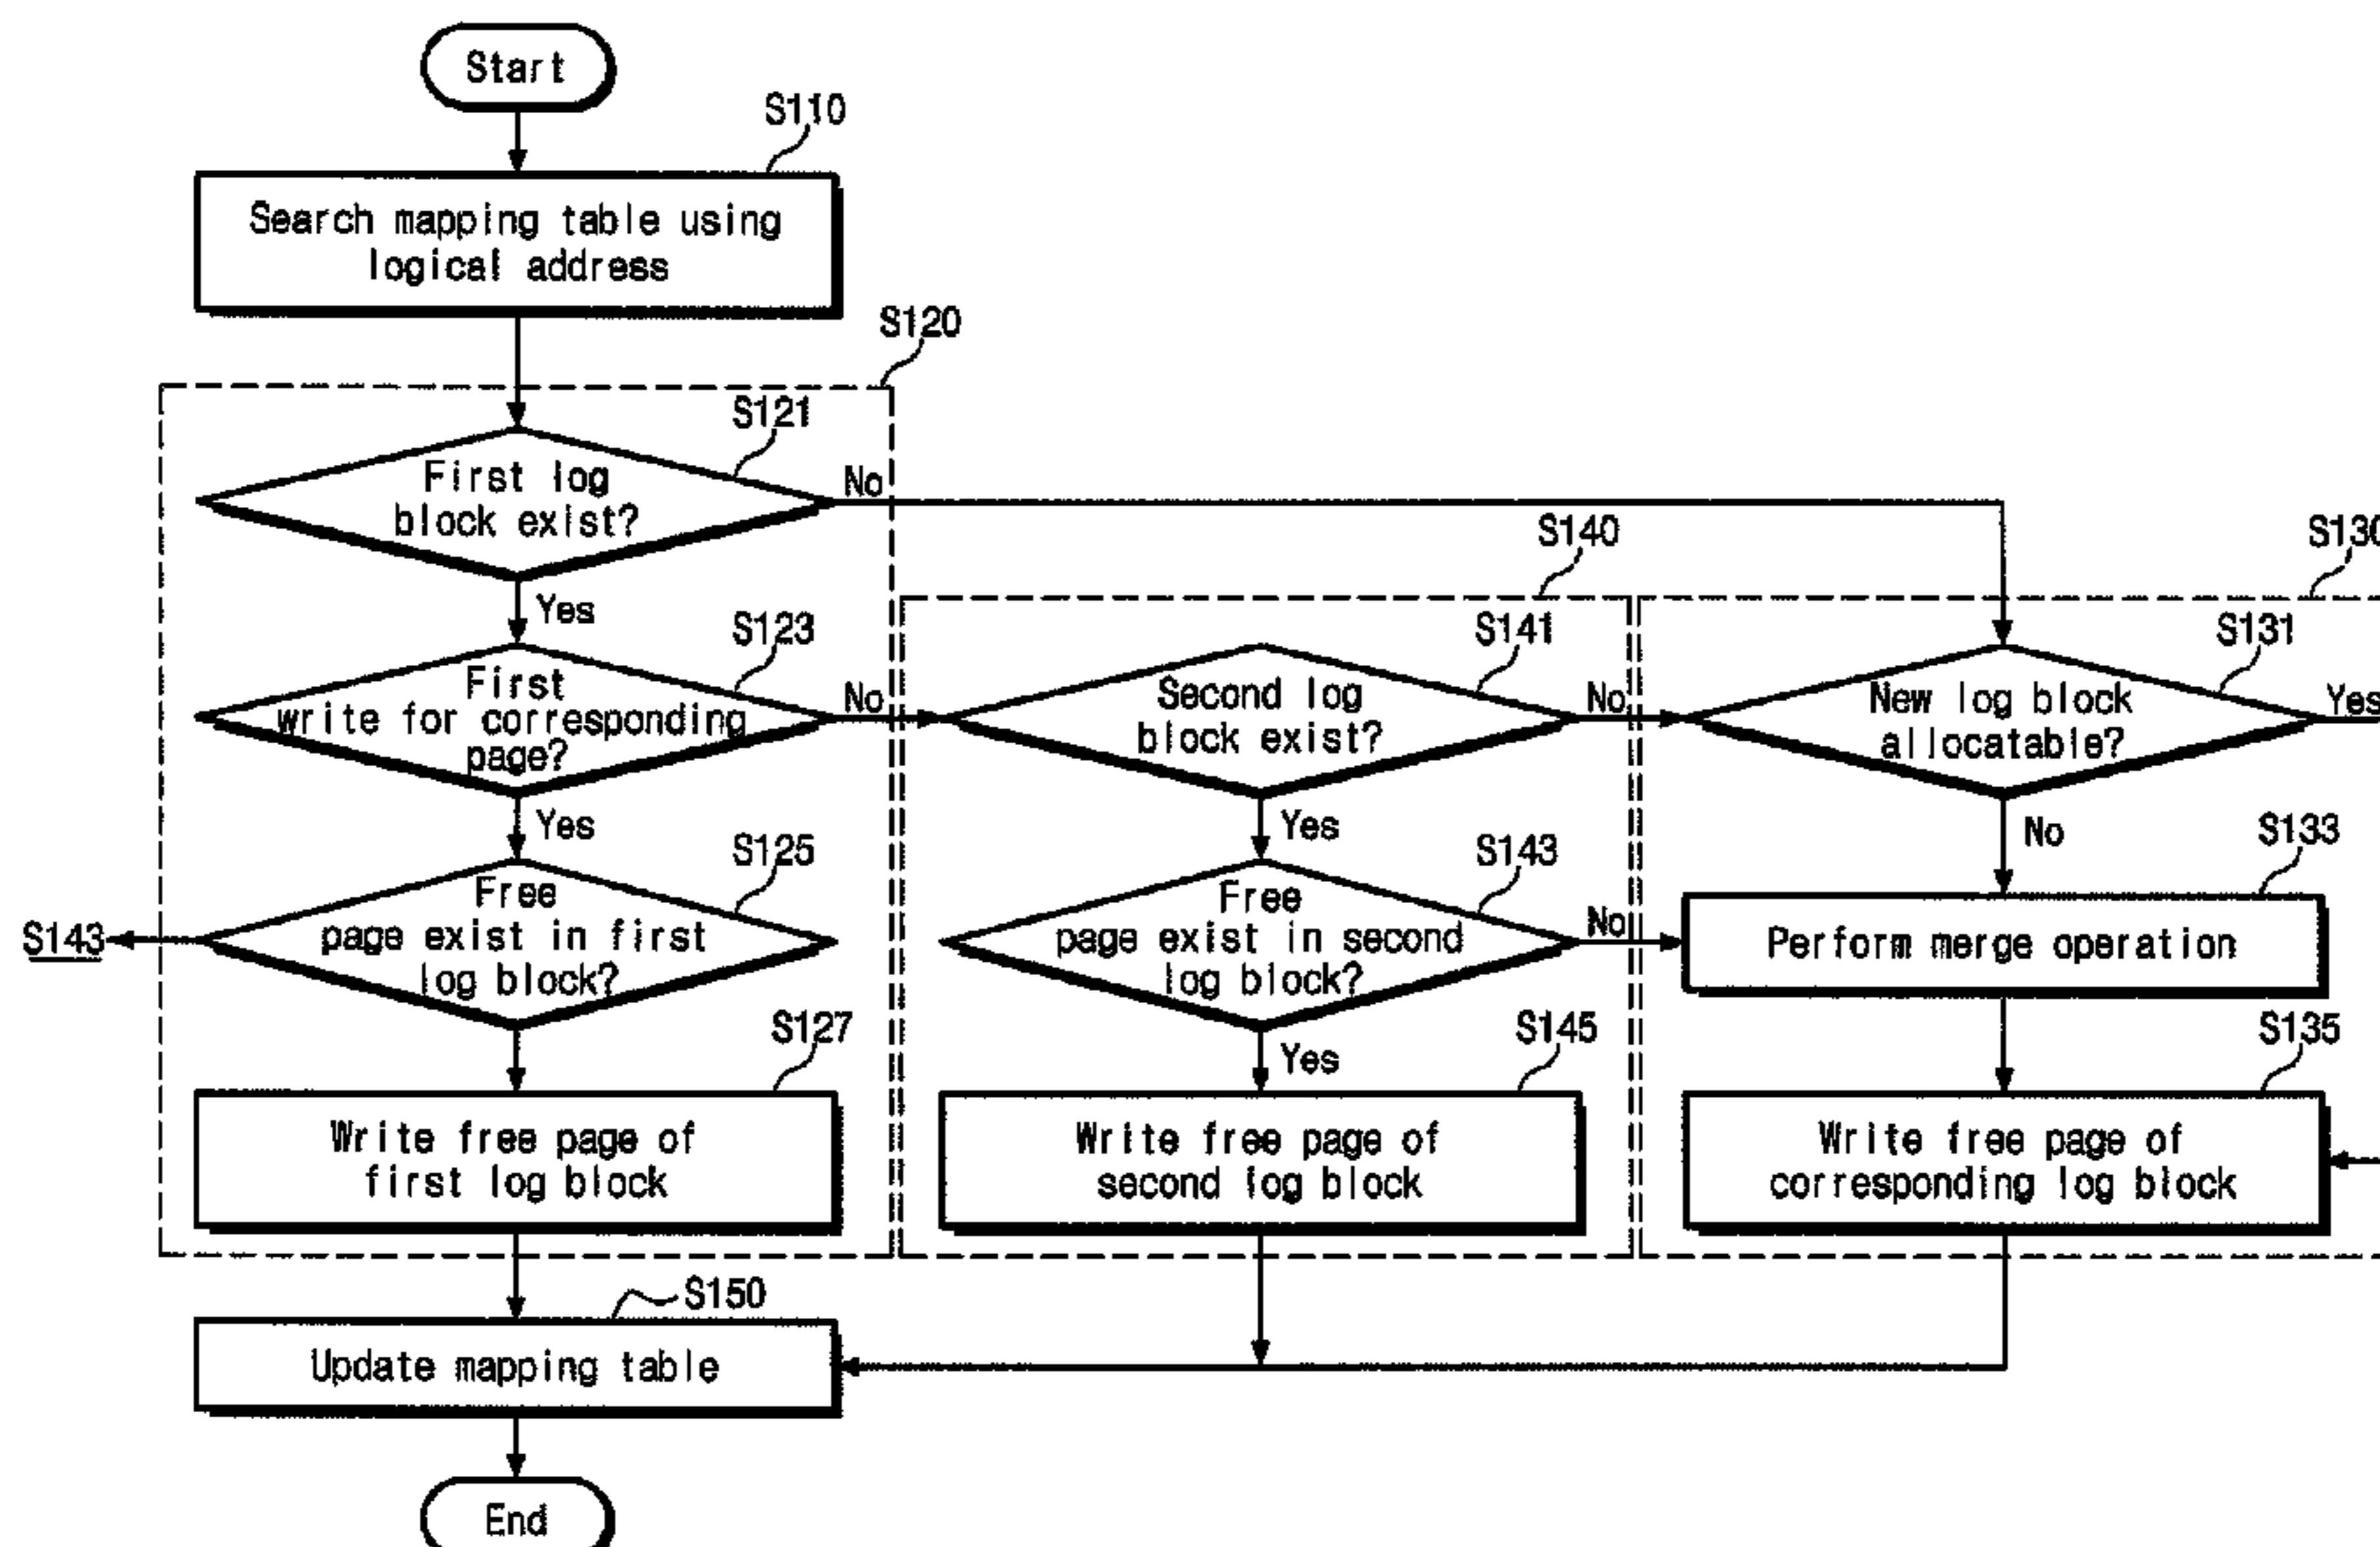 Start
S110
Search mapping table using
logical address
S120
S121
First log
block exist?
No
Yes
S140
S130
S123
First
write for corresponding
page?
No
Yes
S141
Second log
block exist?
No
Yes
S131
New log block
allocatable?
Yes
No
S125
Free
page exist in first
log block?
S143
S143
Free
page exist in second
log block?
No
Yes
S133
Perform merge operation
S127
Write free page of
first log block
S145
Write free page of
second log block
S135
Write free page of
corresponding log block
S150
Update mapping table
End